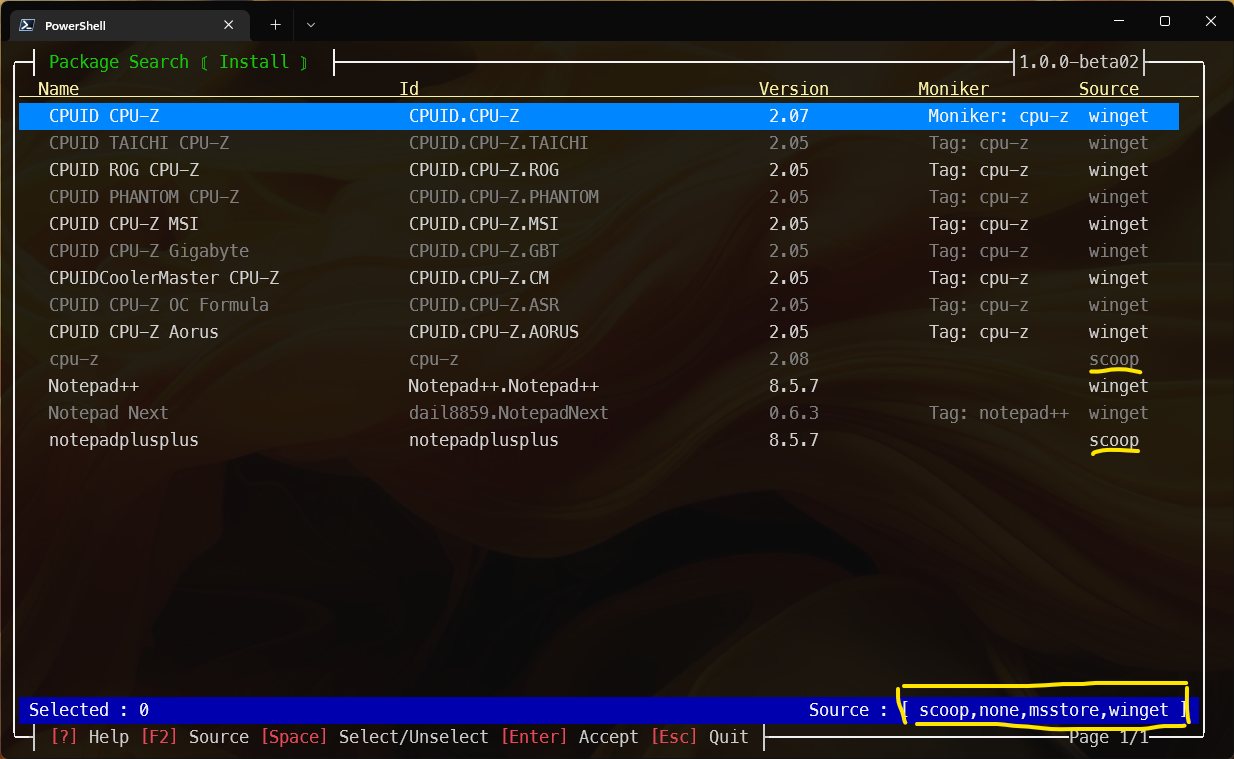 PowerShell
Package Search 〘 Install 〙 1.0.0-beta02
Name Id Version Moniker Source
CPUID CPU-Z CPUID.CPU-Z 2.07 Moniker: cpu-z winget
CPUID TAICHI CPU-Z CPUID.CPU-Z.TAICHI 2.05 Tag: cpu-z winget
CPUID ROG CPU-Z CPUID.CPU-Z.ROG 2.05 Tag: cpu-z winget
CPUID PHANTOM CPU-Z CPUID.CPU-Z.PHANTOM 2.05 Tag: cpu-z winget
CPUID CPU-Z MSI CPUID.CPU-Z.MSI 2.05 Tag: cpu-z winget
CPUID CPU-Z Gigabyte CPUID.CPU-Z.GBT 2.05 Tag: cpu-z winget
CPUIDCoolerMaster CPU-Z CPUID.CPU-Z.CM 2.05 Tag: cpu-z winget
CPUID CPU-Z OC Formula CPUID.CPU-Z.ASR 2.05 Tag: cpu-z winget
CPUID CPU-Z Aorus CPUID.CPU-Z.AORUS 2.05 Tag: cpu-z winget
cpu-z cpu-z 2.08 scoop
Notepad++ Notepad++.Notepad++ 8.5.7 winget
Notepad Next dail8859.NotepadNext 0.6.3 Tag: notepad++ winget
notepadplusplus notepadplusplus 8.5.7 scoop
Selected : 0 Source : [ scoop,none,msstore,winget ]
[?] Help [F2] Source [Space] Select/Unselect [Enter] Accept [Esc] Quit Page 1/1